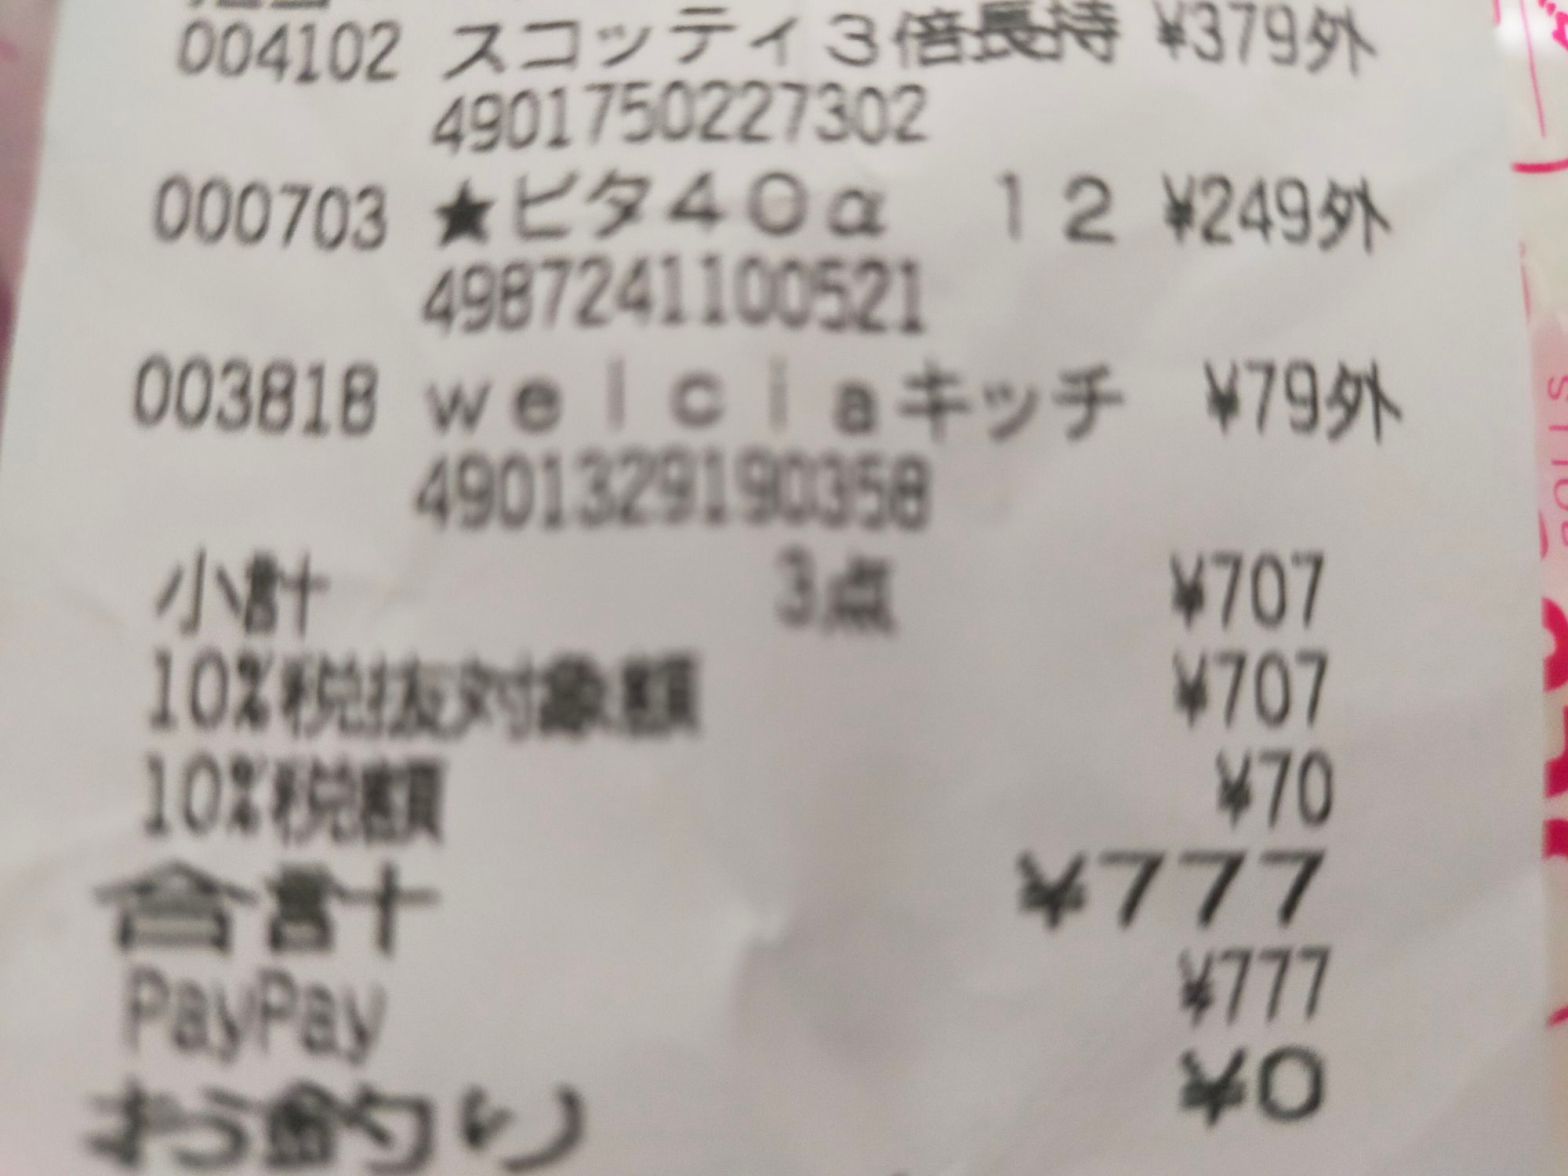 004102 スコッティ3倍長持 ¥379外
4901750227302
000703 ★ビタ40α 12 ¥249外
4987241100521
003818 welciaキッチ ¥79外
4901329190358
小計 3点 ¥707
10%税抜対象額 ¥707
10%税額 ¥70
合計 ¥777
PayPay ¥777
お釣り ¥0